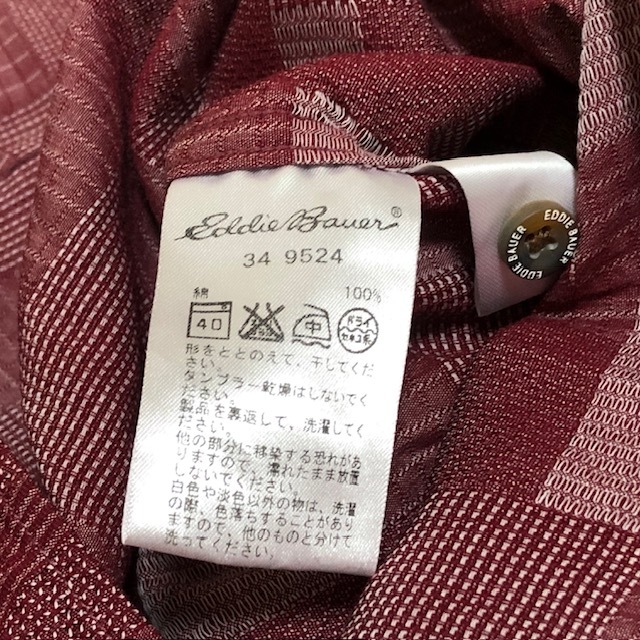 Eddie Bauer®
34 9524
綿 100%
40 中 ドライ
セキユ系
形をととのえて、干してくだ
さい。
タンブラー乾燥はしないでく
ださい。
製品を裏返して、洗濯してく
ださい。
他の部分に移染する恐れがあ
りますので、濡れたまま放置
しないでください。
白色や淡色以外の物は、洗濯
の際、色落ちすることがあり
ますので、他のものと分けて
洗ってください。
EDDIE BAUER
EDDIE BAUER